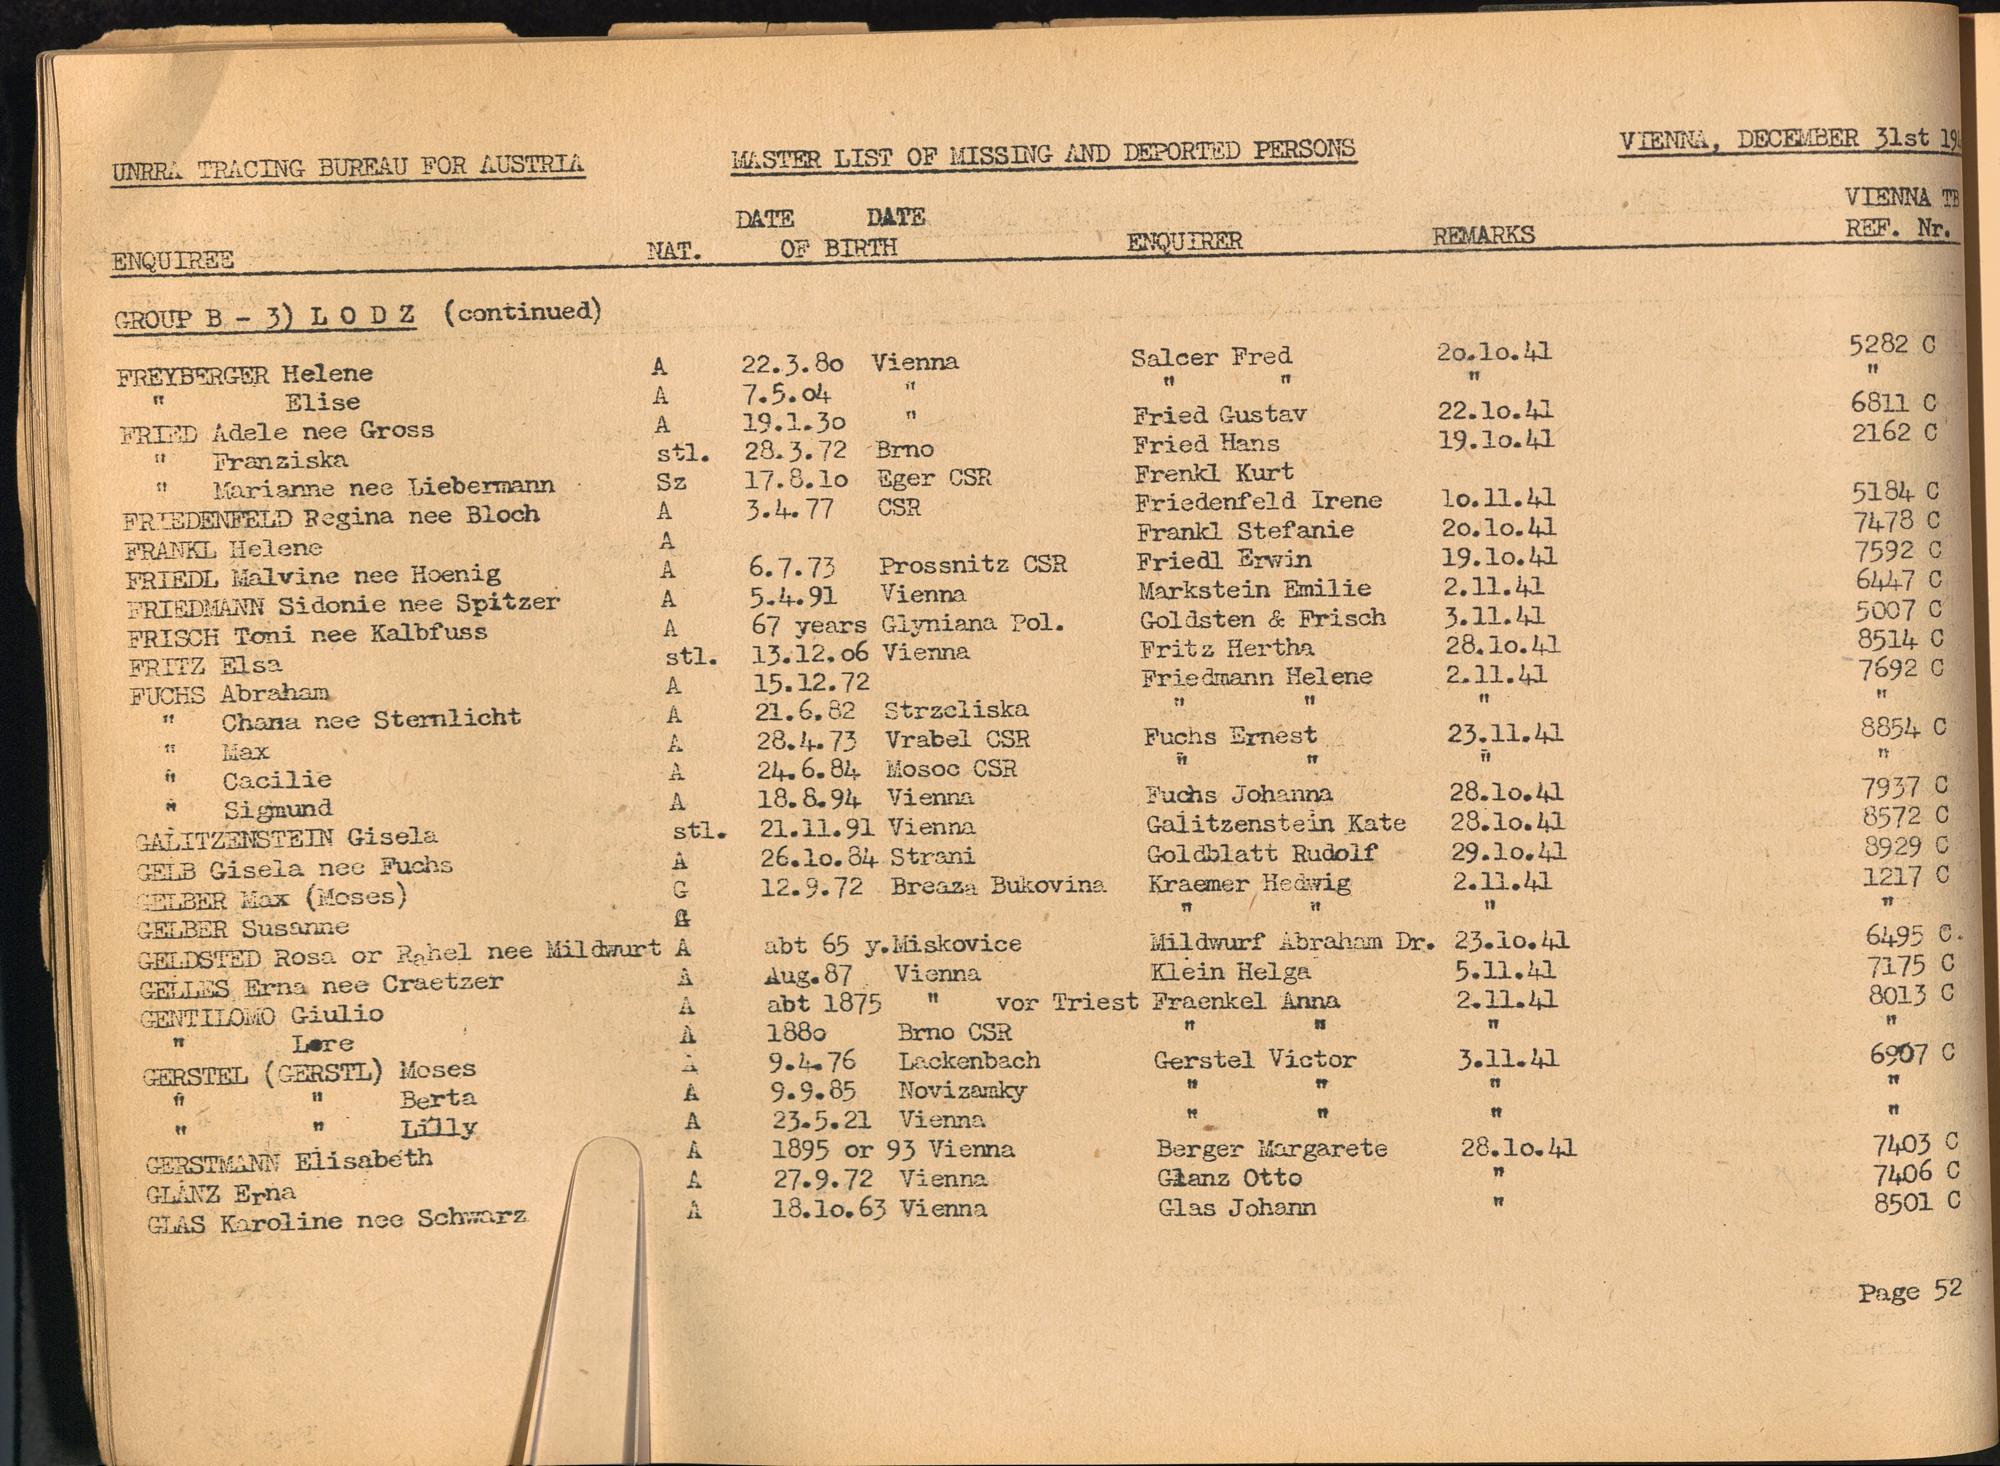 UNRRA TRACING BUREAU FOR AUSTRIA MASTER LIST OF MISSING AND DEPORTED PERSONS VIENNA, DECEMBER 31st
DATE DATE VIENNA TB
ENQUIREE NAT. OF BIRTH ENQUIRER REMARKS REF. Nr.
GROUP B - 3) L O D Z (continued)
FREYBERGER Helene A 22.3.8o Vienna Salcer Fred 2o.1o.41 5282 C
" Elise A 7.5.o4 " " " " "
FRIED Adele nee Gross A 19.1.3o " Fried Gustav 22.1o.41 6811 C
" Franziska stl. 28.3.72 Brno Fried Hans 19.1o.41 2162 C
" Marianne nee Liebermann Sz 17.8.1o Eger CSR Frenkl Kurt
FRIEDENFELD Regina nee Bloch A 3.4.77 CSR Friedenfeld Irene 1o.11.41 5184 C
FRANKL Helene A Frankl Stefanie 2o.1o.41 7478 C
FRIEDL Malvine nee Hoenig A 6.7.73 Prossnitz CSR Friedl Erwin 19.1o.41 7592 C
FRIEDMANN Sidonie nee Spitzer A 5.4.91 Vienna Markstein Emilie 2.11.41 6447 C
FRISCH Toni nee Kalbfuss A 67 years Glyniana Pol. Goldsten & Frisch 3.11.41 5007 C
FRITZ Elsa stl. 13.12.o6 Vienna Fritz Hertha 28.1o.41 8514 C
FUCHS Abraham A 15.12.72 Friedmann Helene 2.11.41 7692 C
" Chana nee Sternlicht A 21.6.82 Strzeliska " " " "
" Max A 28.4.73 Vrabel CSR Fuchs Ernest 23.11.41 8854 C
" Cacilie A 24.6.84 Mosoc CSR " " " "
" Sigmund A 18.8.94 Vienna Fuchs Johanna 28.1o.41 7937 C
GALITZENSTEIN Gisela stl. 21.11.91 Vienna Galitzenstein Kate 28.1o.41 8572 C
GELB Gisela nee Fuchs A 26.1o.84 Strani Goldblatt Rudolf 29.1o.41 8929 C
GELBER Max (Moses) G 12.9.72 Breaza Bukovina Kraemer Hedwig 2.11.41 1217 C
GELBER Susanne G " " " "
GELDSTED Rosa or Rahel nee Mildwurt A abt 65 y. Miskovice Mildwurf Abraham Dr. 23.1o.41 6495 C.
GELLES Erna nee Craetzer A Aug.87 Vienna Klein Helga 5.11.41 7175 C
GENTILOMO Giulio A abt 1875 " vor Triest Fraenkel Anna 2.11.41 8013 C
" Lore A 188o Brno CSR " " " "
GERSTEL (GERSTL) Moses A 9.4.76 Lackenbach Gerstel Victor 3.11.41 6907 C
" " Berta A 9.9.85 Novizamky " " " "
" " Lilly A 23.5.21 Vienna " " " "
GERSTMANN Elisabeth A 1895 or 93 Vienna Berger Margarete 28.1o.41 7403 C
GLANZ Erna A 27.9.72 Vienna Glanz Otto " 7406 C
GLAS Karoline nee Schwarz A 18.1o.63 Vienna Glas Johann " 8501 C
Page 52